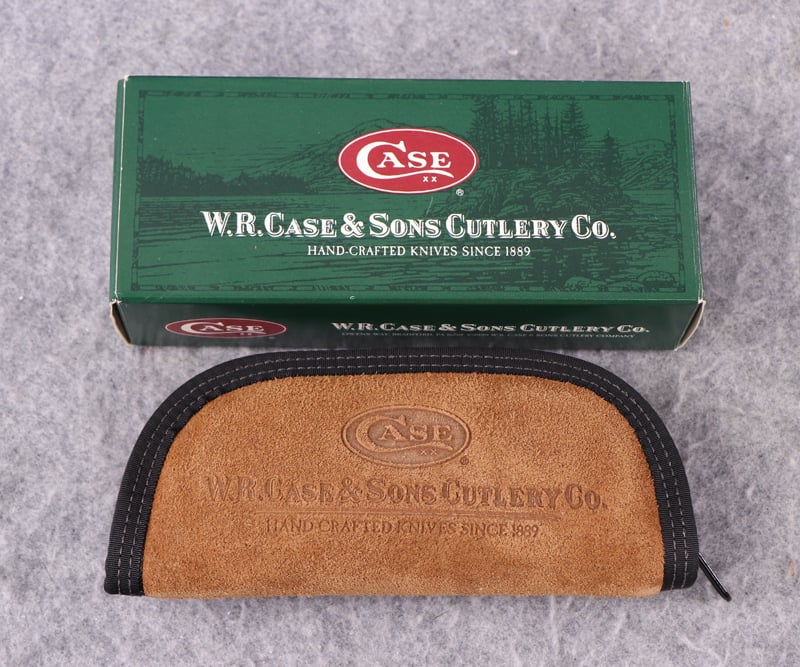 CASE
XX
®
W.R. CASE & SONS CUTLERY CO.
HAND-CRAFTED KNIVES SINCE 1889
CASE
XX
W.R. CASE & SONS CUTLERY CO.
CASE
XX
®
W.R. CASE & SONS CUTLERY CO.
HAND CRAFTED KNIVES SINCE 1889